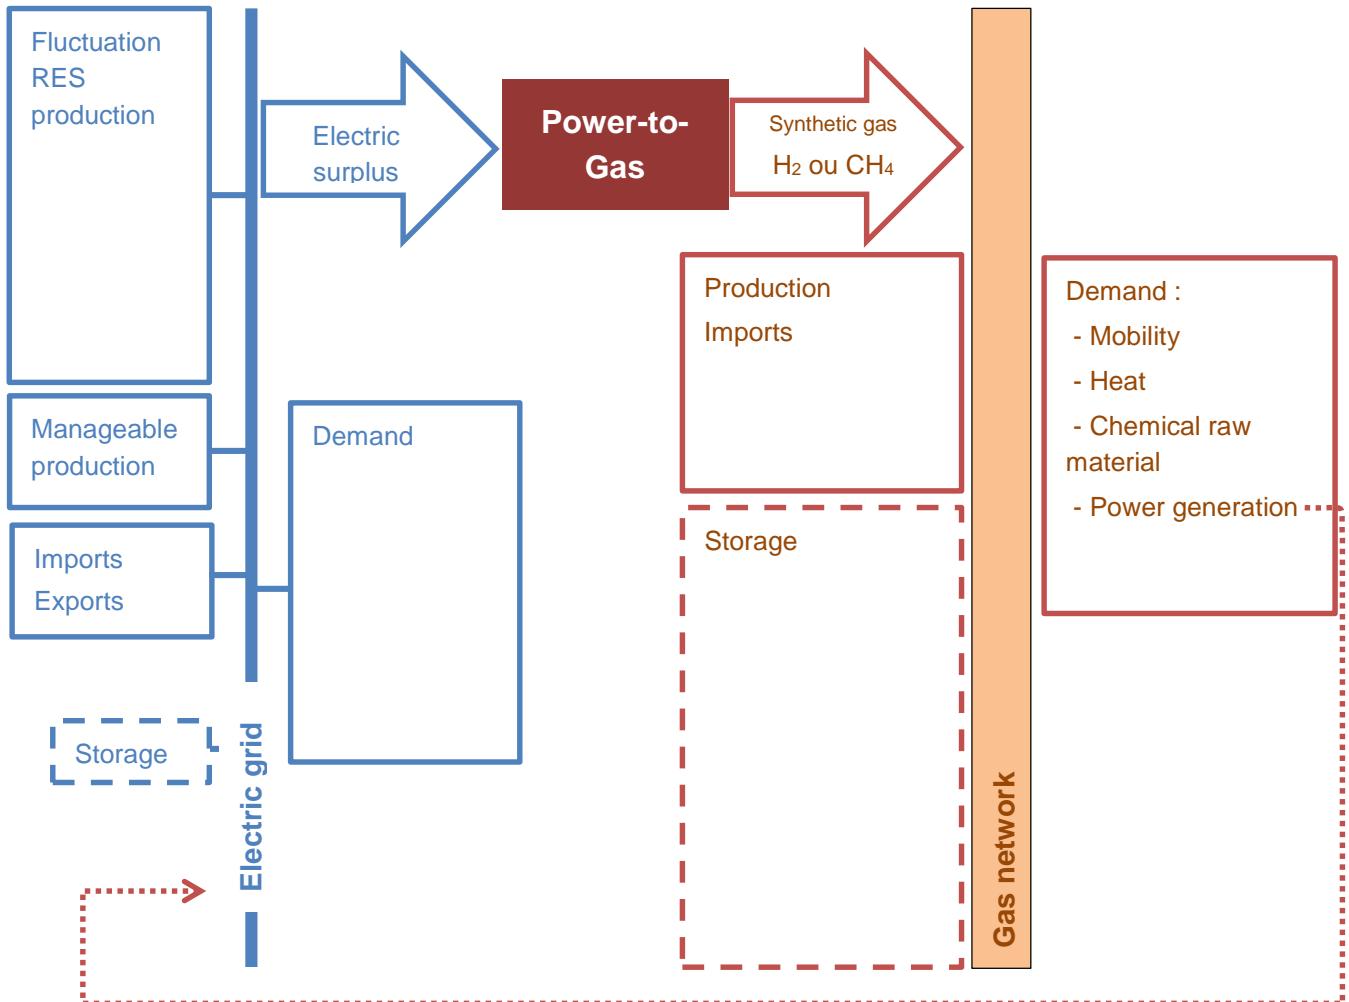 Fluctuation
RES
production
Electric
surplus
Power-to-
Gas
Synthetic gas
H₂ ou CH₄
Production
Imports
Demand :
- Mobility
- Heat
- Chemical raw
material
- Power generation
Manageable
production
Demand
Imports
Exports
Storage
Storage
Electric grid
Gas network